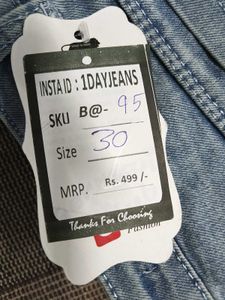 INSTA ID : 1DAYJEANS
SKU B@- 95
Size 30
MRP. Rs. 499 /-
Thanks For Choosing
Fashion